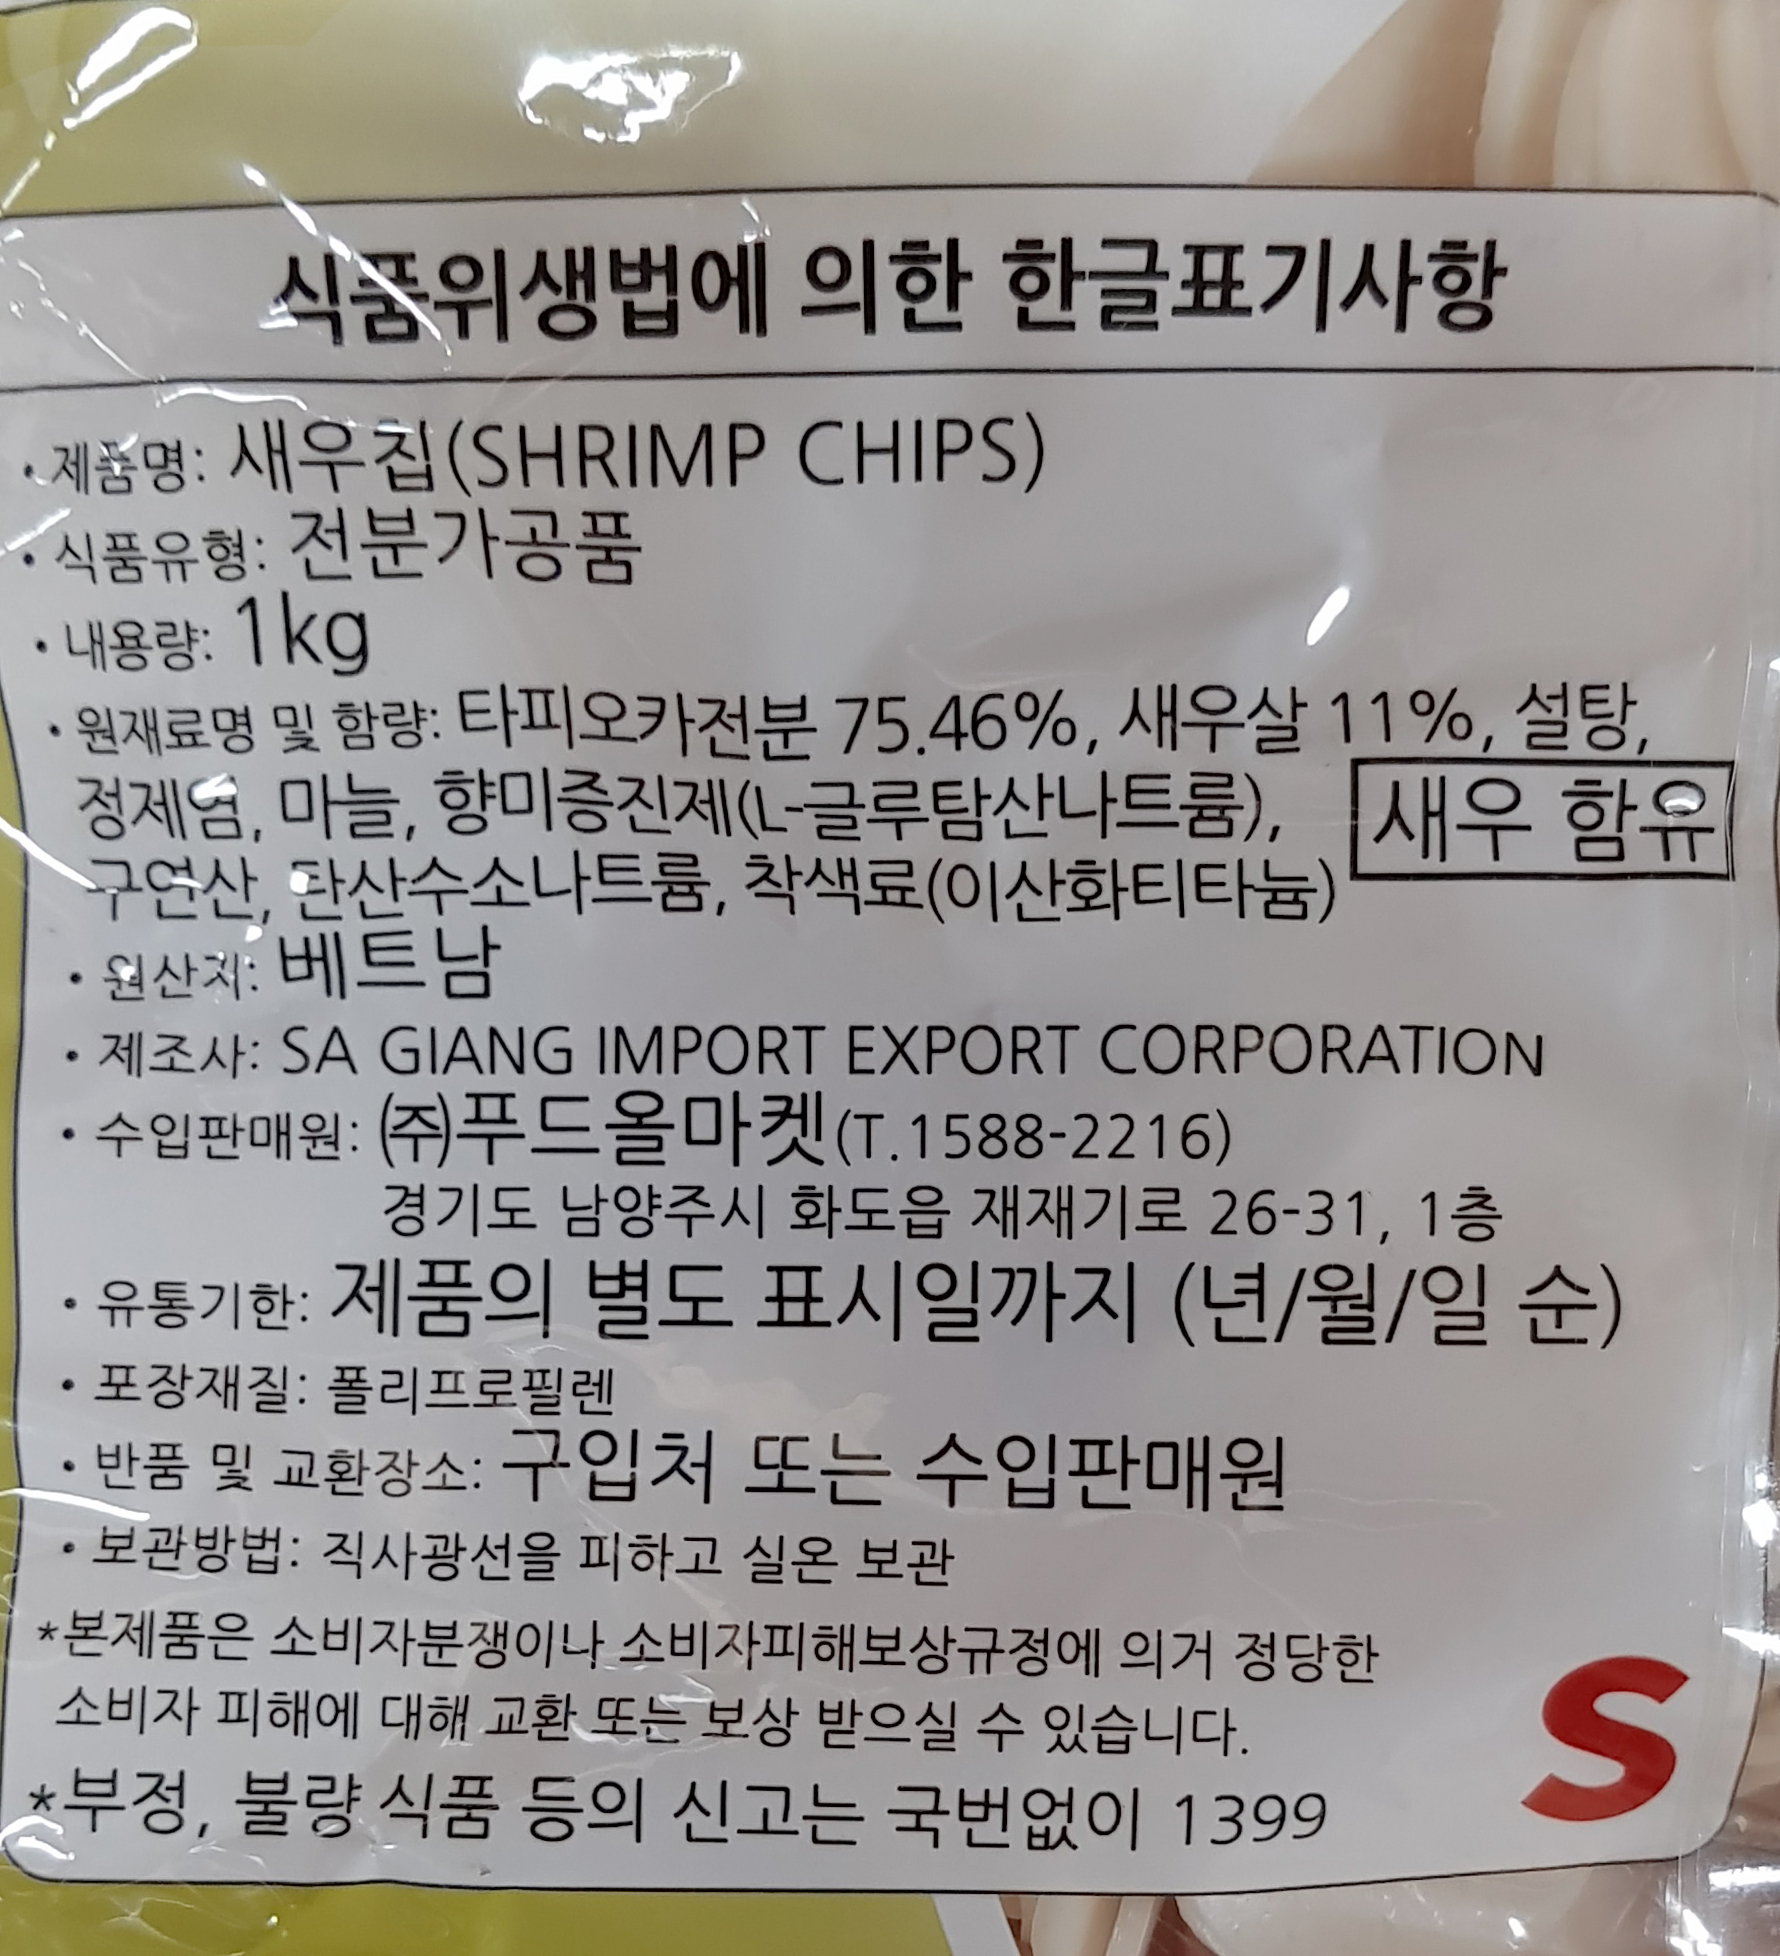 식품위생법에 의한 한글표기사항
• 제품명: 새우칩(SHRIMP CHIPS)
• 식품유형: 전분가공품
• 내용량: 1kg
• 원재료명 및 함량: 타피오카전분 75.46%, 새우살 11%, 설탕,
정제염, 마늘, 향미증진제(L-글루탐산나트륨),
새우 함유
구연산, 탄산수소나트륨, 착색료(이산화티타늄)
• 원산지: 베트남
• 제조사: SA GIANG IMPORT EXPORT CORPORATION
• 수입판매원: ㈜푸드올마켓(T.1588-2216)
경기도 남양주시 화도읍 재재기로 26-31, 1층
• 유통기한: 제품의 별도 표시일까지 (년/월/일 순)
• 포장재질: 폴리프로필렌
• 반품 및 교환장소: 구입처 또는 수입판매원
• 보관방법: 직사광선을 피하고 실온 보관
*본제품은 소비자분쟁이나 소비자피해보상규정에 의거 정당한
소비자 피해에 대해 교환 또는 보상 받으실 수 있습니다.
S
*부정, 불량 식품 등의 신고는 국번없이 1399